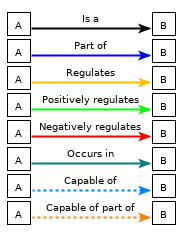 A Is a B
A Part of B
A Regulates B
A Positively regulates B
A Negatively regulates B
A Occurs in B
A Capable of B
A Capable of part of B